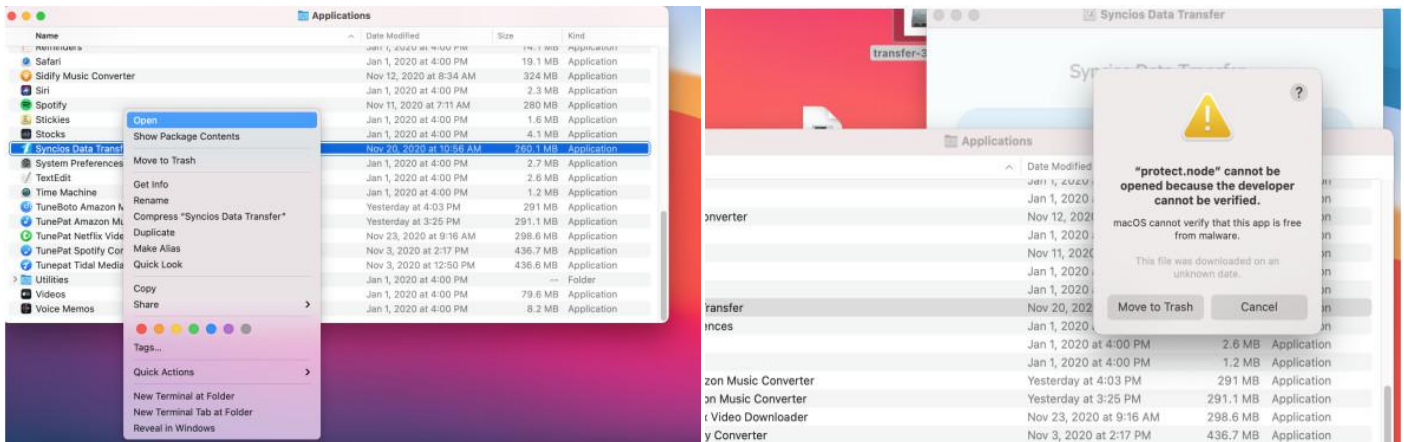 Applications
Name Date Modified Size Kind
Reminders Jan 1, 2020 at 4:00 PM 14.1 MB Application
Safari Jan 1, 2020 at 4:00 PM 19.1 MB Application
Sidify Music Converter Nov 12, 2020 at 8:34 AM 324 MB Application
Siri Jan 1, 2020 at 4:00 PM 2.3 MB Application
Spotify Nov 11, 2020 at 7:11 AM 280 MB Application
Stickies Jan 1, 2020 at 4:00 PM 1.6 MB Application
Stocks Jan 1, 2020 at 4:00 PM 4.1 MB Application
Syncios Data Transf Nov 20, 2020 at 10:56 AM 260.1 MB Application
System Preferences Jan 1, 2020 at 4:00 PM 2.7 MB Application
TextEdit Jan 1, 2020 at 4:00 PM 2.6 MB Application
Time Machine Jan 1, 2020 at 4:00 PM 1.2 MB Application
TuneBoto Amazon M Yesterday at 4:03 PM 291 MB Application
TunePat Amazon Mu Yesterday at 3:25 PM 291.1 MB Application
TunePat Netflix Vide Nov 23, 2020 at 9:16 AM 298.6 MB Application
TunePat Spotify Con Nov 3, 2020 at 2:17 PM 436.7 MB Application
Tunepat Tidal Media Nov 3, 2020 at 12:50 PM 436.6 MB Application
Utilities Jan 1, 2020 at 4:00 PM -- Folder
Videos Jan 1, 2020 at 4:00 PM 79.6 MB Application
Voice Memos Jan 1, 2020 at 4:00 PM 8.2 MB Application
Open
Show Package Contents
Move to Trash
Get Info
Rename
Compress "Syncios Data Transfer"
Duplicate
Make Alias
Quick Look
Copy
Share
Tags...
Quick Actions
New Terminal at Folder
New Terminal Tab at Folder
Reveal in Windows
Syncios Data Transfer
transfer-3
Syncios Data Transfer
Applications
Date Modified
Jan 1, 2020
Jan 1, 2020
onverter Nov 12, 202
Jan 1, 2020
Nov 11, 2020
Jan 1, 2020
Jan 1, 2020
ransfer Nov 20, 202
ences Jan 1, 2020
Jan 1, 2020 at 4:00 PM 2.6 MB Application
Jan 1, 2020 at 4:00 PM 1.2 MB Application
zon Music Converter Yesterday at 4:03 PM 291 MB Application
on Music Converter Yesterday at 3:25 PM 291.1 MB Application
x Video Downloader Nov 23, 2020 at 9:16 AM 298.6 MB Application
y Converter Nov 3, 2020 at 2:17 PM 436.7 MB Application
?
"protect.node" cannot be
opened because the developer
cannot be verified.
macOS cannot verify that this app is free
from malware.
This file was downloaded on an
unknown date.
Move to Trash Cancel